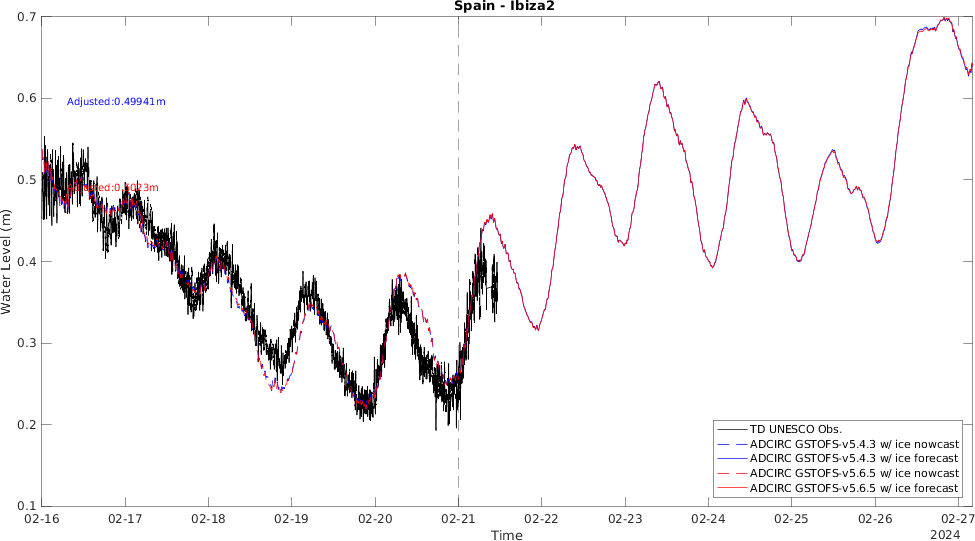 Spain - Ibiza2
0.7
0.6
0.5
0.4
0.3
0.2
0.1
Water Level (m)
Adjusted:0.49941m
TD UNESCO Obs.
ADCIRC GSTOFS-v5.4.3 w/ ice nowcast
ADCIRC GSTOFS-v5.4.3 w/ ice forecast
ADCIRC GSTOFS-v5.6.5 w/ ice nowcast
ADCIRC GSTOFS-v5.6.5 w/ ice forecast
02-16 02-17 02-18 02-19 02-20 02-21 02-22 02-23 02-24 02-25 02-26 02-27
Time
2024